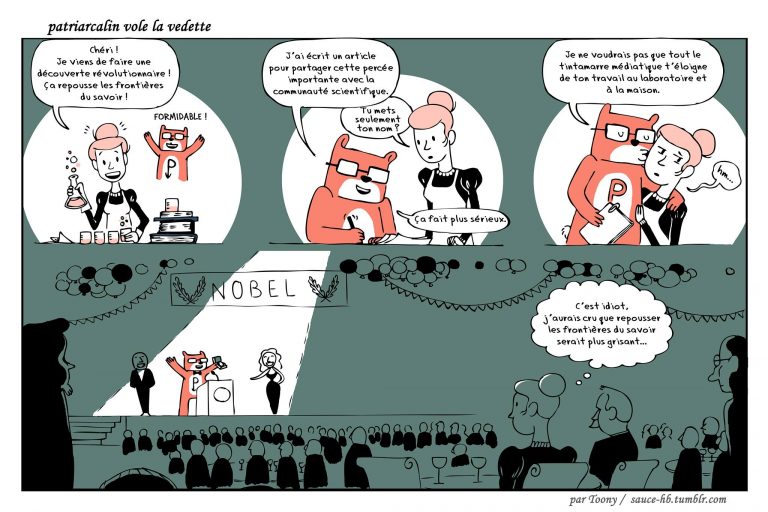 patriarcalin vole la vedette
Chéri !
Je viens de faire une
découverte révolutionnaire !
Ça repousse les frontières
du savoir !
FORMIDABLE !
P
J'ai écrit un article
pour partager cette percée
importante avec la
communauté scientifique.
Tu mets
seulement
ton nom ?
Ça fait plus sérieux.
Je ne voudrais pas que tout le
tintamarre médiatique t'éloigne
de ton travail au laboratoire et
à la maison.
hm...
P
NOBEL
P
C'est idiot,
j'aurais cru que repousser
les frontières du savoir
serait plus grisant...
par Toony / sauce-hb.tumblr.com